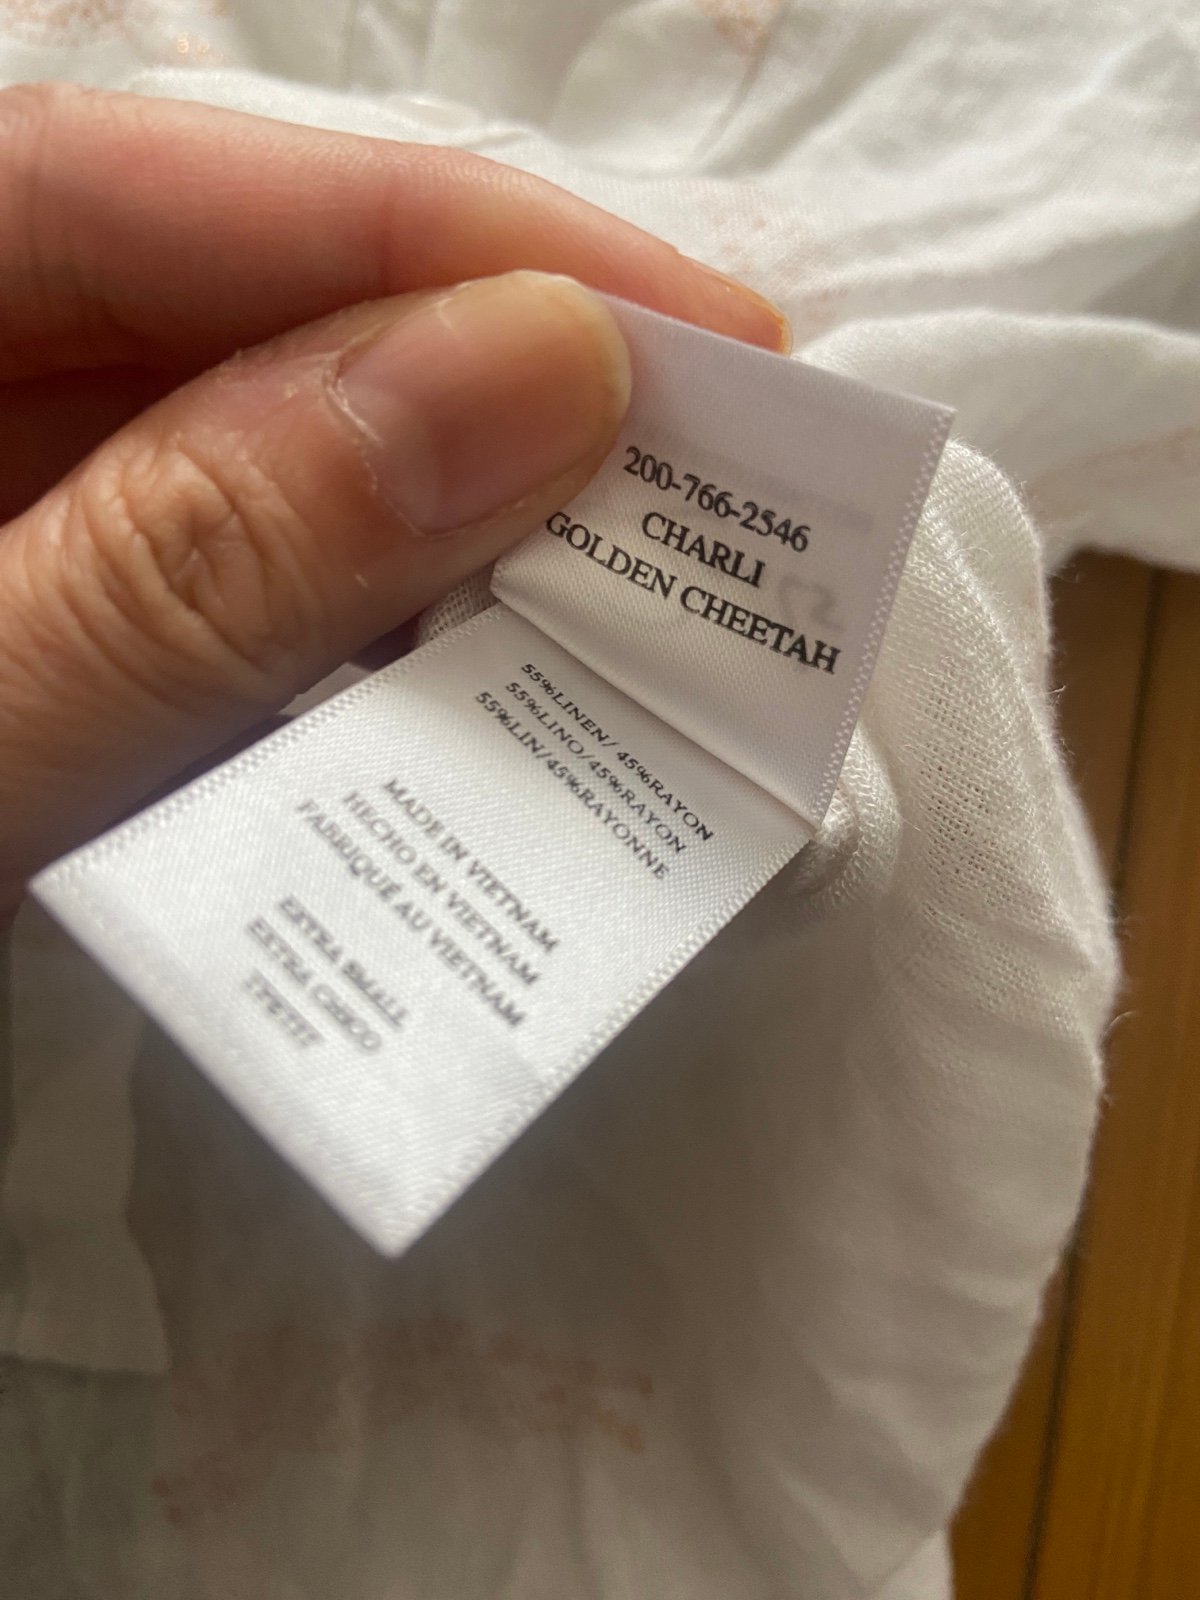 200-766-2546
CHARLI
GOLDEN CHEETAH
55%LINEN/ 45%RAYON
55%LINO/45%RAYON
55%LIN/45%RAYONNE
MADE IN VIETNAM
HECHO EN VIETNAM
FABRIQUÉ AU VIETNAM
EXTRA SMALL
EXTRA CHICO
TPETIT